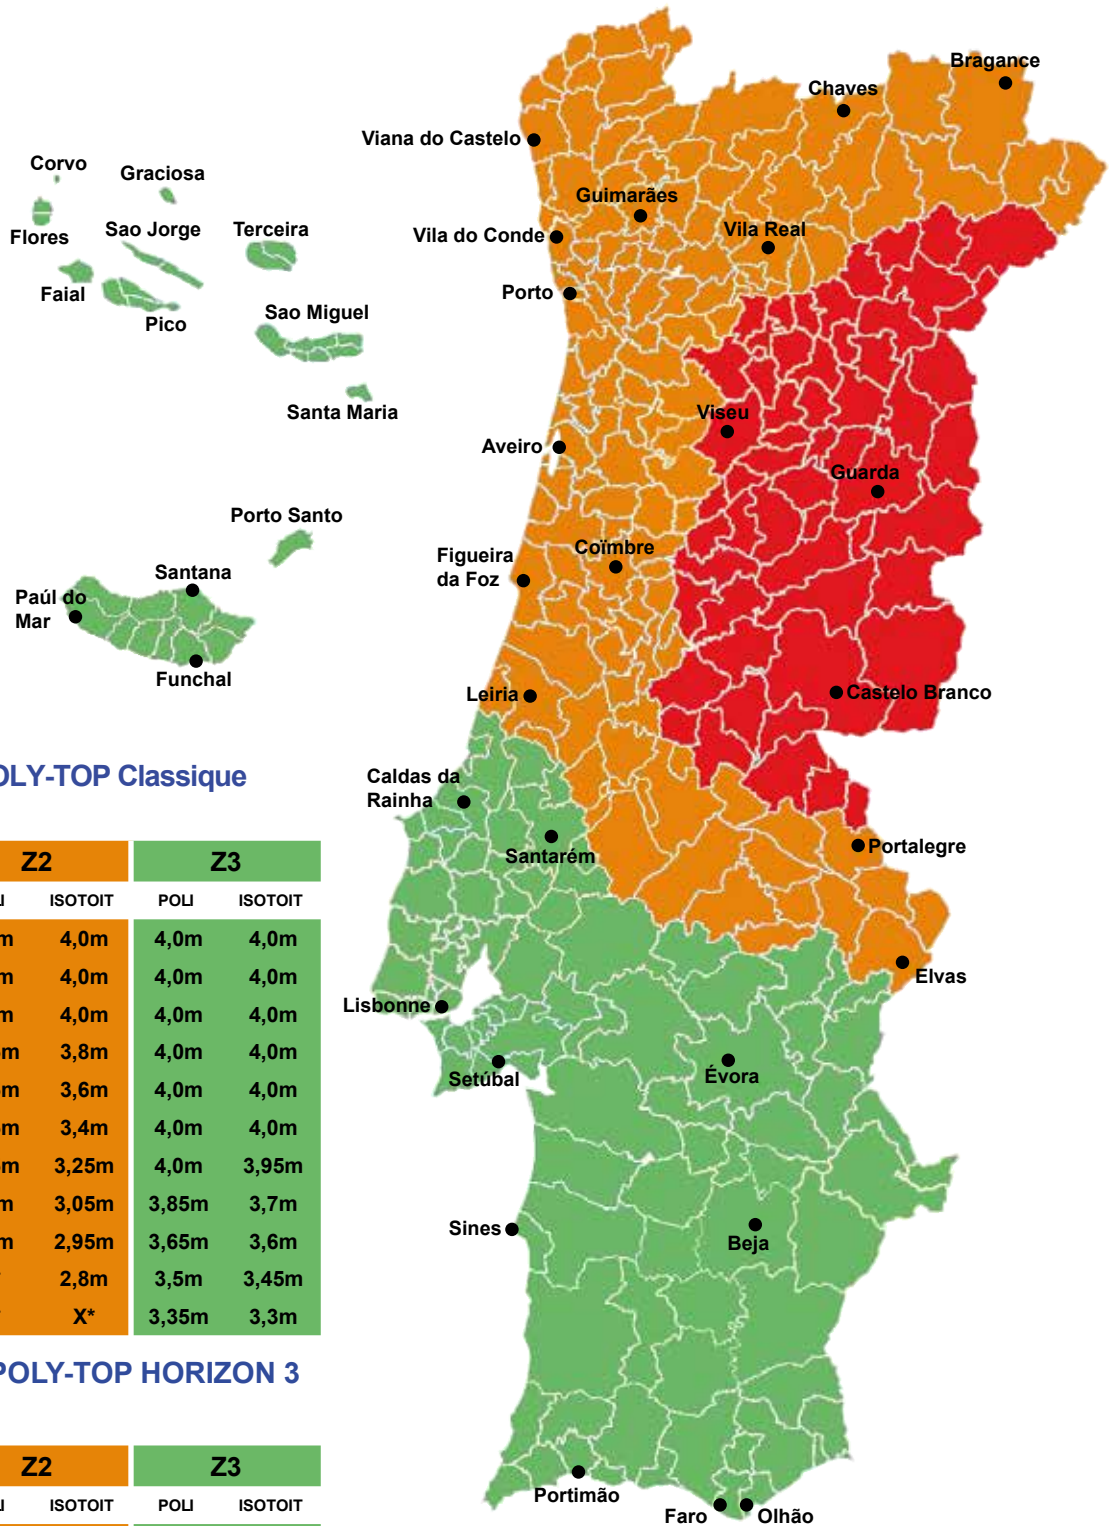 Bragance
Chaves
Viana do Castelo
Corvo
Graciosa
Guimarães
Flores
Sao Jorge
Terceira
Vila do Conde
Vila Real
Faial
Porto
Pico
Sao Miguel
Santa Maria
Viseu
Aveiro
Guarda
Porto Santo
Figueira
da Foz
Coïmbre
Santana
Paúl do
Mar
Funchal
Leiria
Castelo Branco
POLY-TOP Classique
Caldas da
Rainha
Santarém
Portalegre
Elvas
Lisbonne
Setúbal
Évora
Sines
Beja
Portimão
Faro
Olhão
Z2 Z3
ISOTOIT POLI ISOTOIT
4,0m 4,0m 4,0m
4,0m 4,0m 4,0m
4,0m 4,0m 4,0m
3,8m 4,0m 4,0m
3,6m 4,0m 4,0m
3,4m 4,0m 4,0m
3,25m 4,0m 3,95m
3,05m 3,85m 3,7m
2,95m 3,65m 3,6m
2,8m 3,5m 3,45m
X* 3,35m 3,3m
POLY-TOP HORIZON 3
Z2 Z3
ISOTOIT POLI ISOTOIT